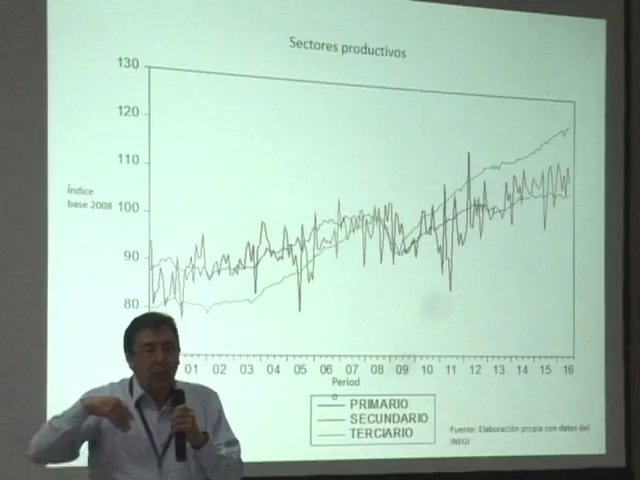 Sectores productivos
130
120
110
100
90
80
Índice
base 2008
01 02 03 04 05 06 07 08 09 10 11 12 13 14 15 16
Period
PRIMARIO
SECUNDARIO
TERCIARIO
Fuente: Elaboración propia con datos del
INEGI